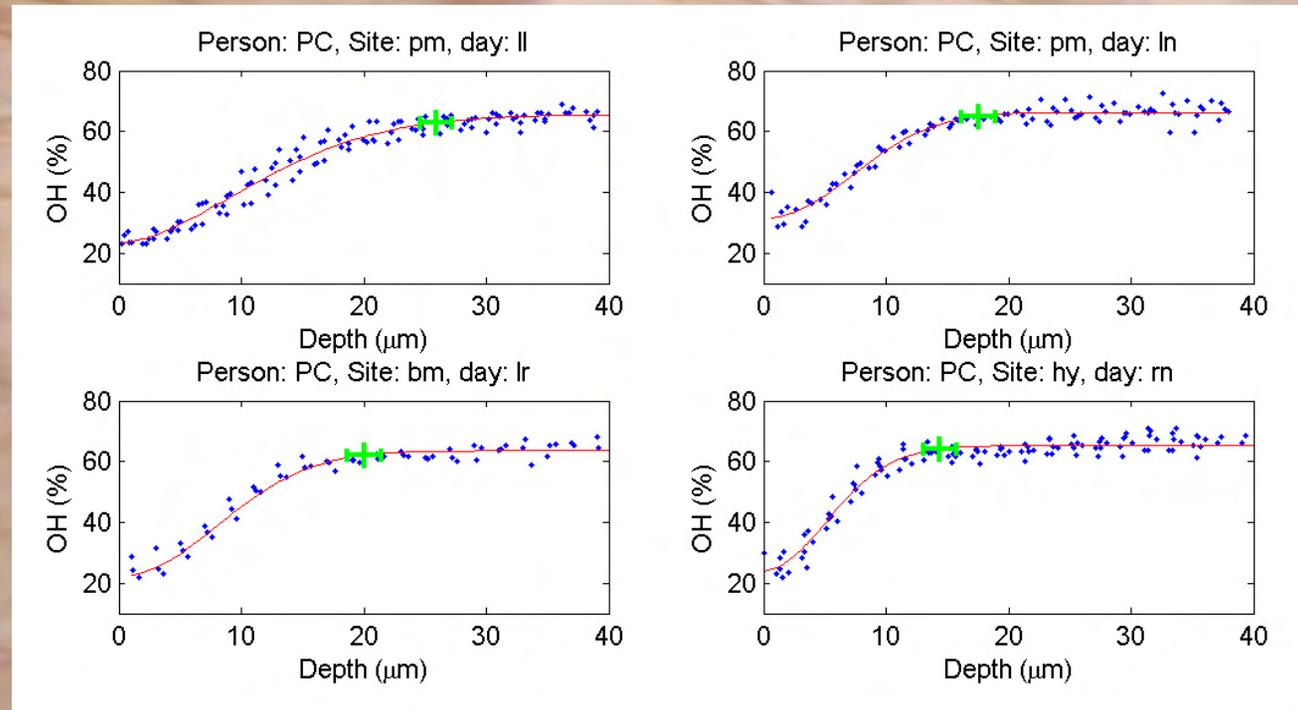 Person: PC, Site: pm, day: ll
80
60
40
20
OH (%)
0 10 20 30 40
Depth (μm)
Person: PC, Site: pm, day: ln
80
60
40
20
OH (%)
0 10 20 30 40
Depth (μm)
Person: PC, Site: bm, day: lr
80
60
40
20
OH (%)
0 10 20 30 40
Depth (μm)
Person: PC, Site: hy, day: rn
80
60
40
20
OH (%)
0 10 20 30 40
Depth (μm)